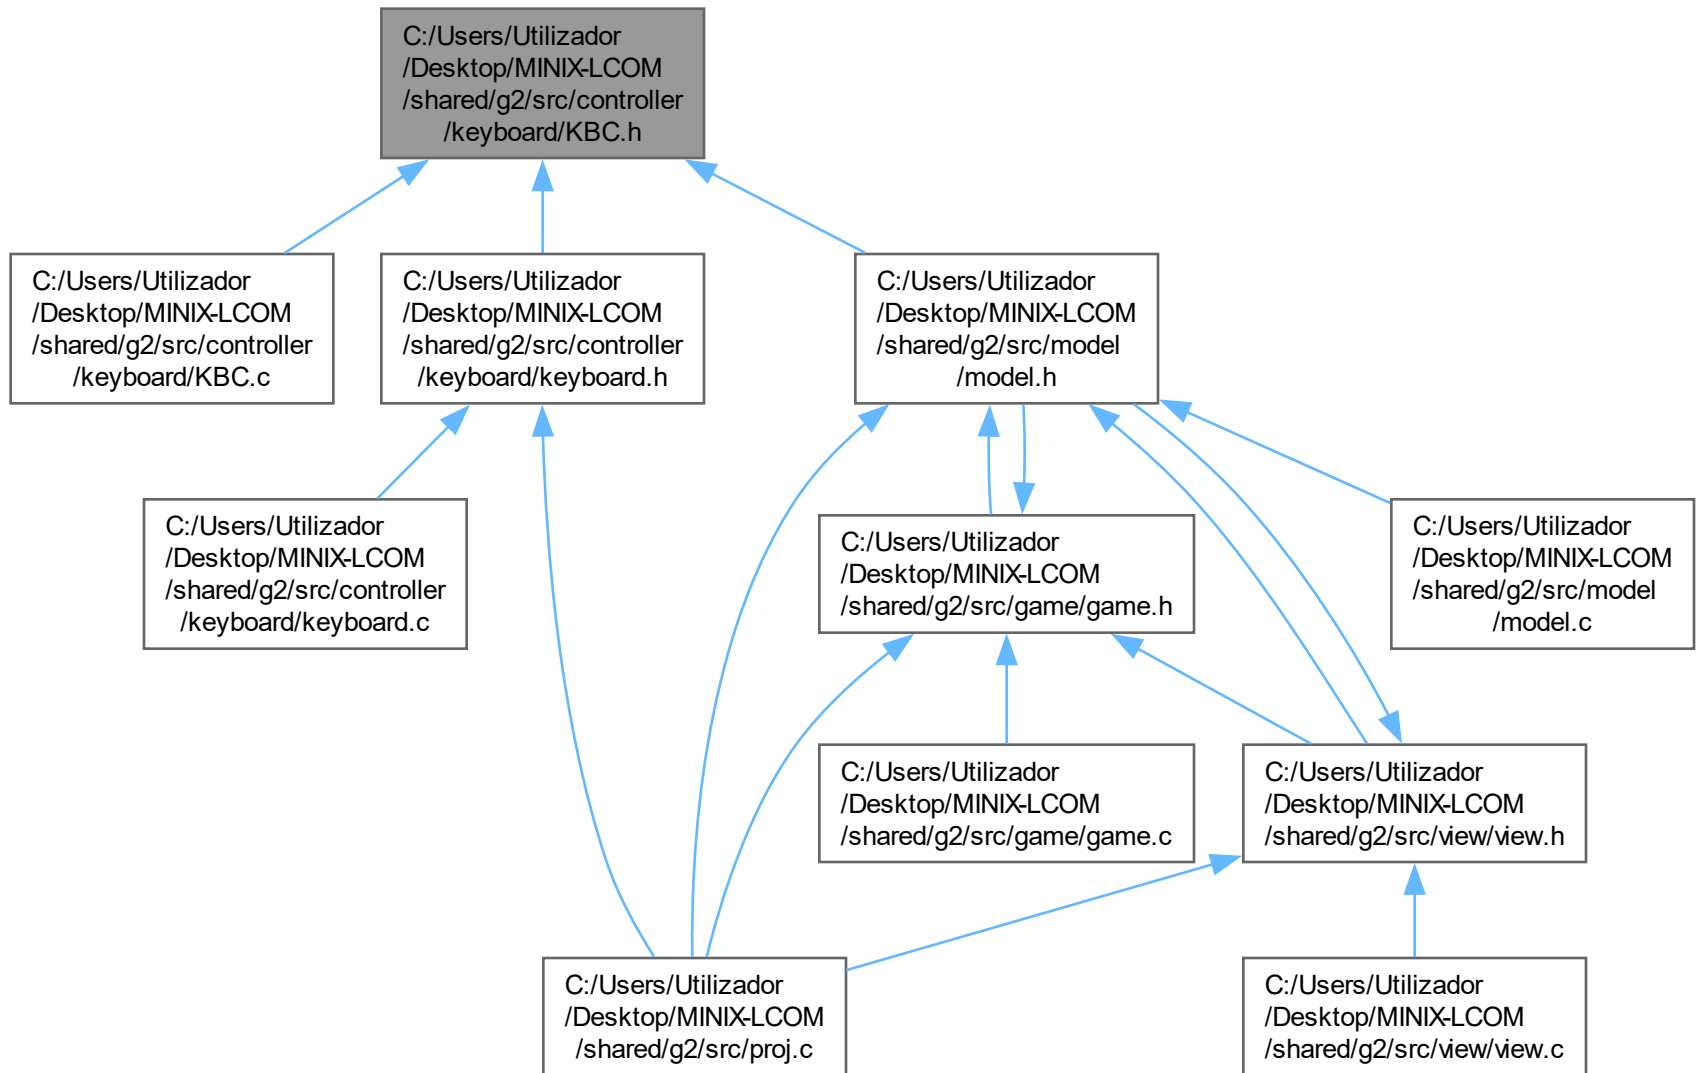 C:/Users/Utilizador
/Desktop/MINIX-LCOM
/shared/g2/src/controller
/keyboard/KBC.h
C:/Users/Utilizador
/Desktop/MINIX-LCOM
/shared/g2/src/controller
/keyboard/KBC.c
C:/Users/Utilizador
/Desktop/MINIX-LCOM
/shared/g2/src/controller
/keyboard/keyboard.h
C:/Users/Utilizador
/Desktop/MINIX-LCOM
/shared/g2/src/model
/model.h
C:/Users/Utilizador
/Desktop/MINIX-LCOM
/shared/g2/src/controller
/keyboard/keyboard.c
C:/Users/Utilizador
/Desktop/MINIX-LCOM
/shared/g2/src/game/game.h
C:/Users/Utilizador
/Desktop/MINIX-LCOM
/shared/g2/src/model
/model.c
C:/Users/Utilizador
/Desktop/MINIX-LCOM
/shared/g2/src/game/game.c
C:/Users/Utilizador
/Desktop/MINIX-LCOM
/shared/g2/src/view/view.h
C:/Users/Utilizador
/Desktop/MINIX-LCOM
/shared/g2/src/proj.c
C:/Users/Utilizador
/Desktop/MINIX-LCOM
/shared/g2/src/view/view.c